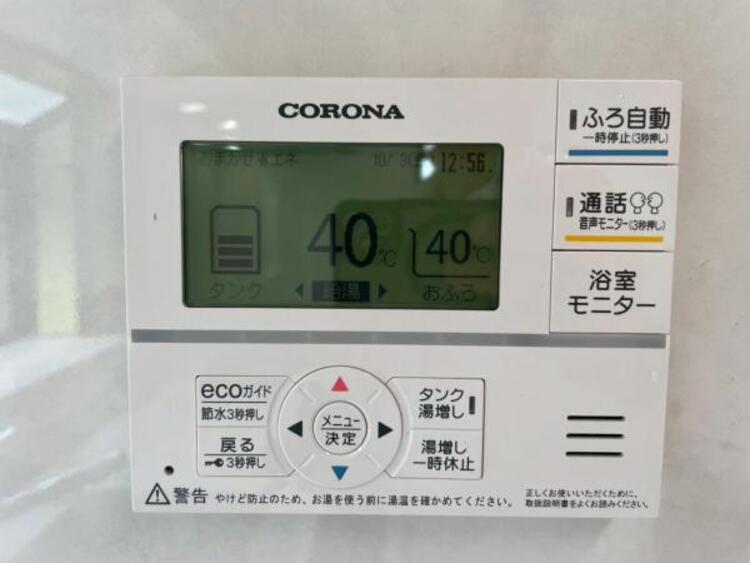 CORONA
おまかせ省エネ 10/ 3 12:56
40℃ 40℃
タンク 給湯 おふろ
ふろ自動
一時停止(3秒押し)
通話
音声モニター(3秒押し)
浴室
モニター
ecoガイド
節水3秒押し
戻る
3秒押し
メニュー
決定
タンク
湯増し
湯増し
一時休止
警告 やけど防止のため、お湯を使う前に湯温を確かめてください。
正しくお使いいただくために、
取扱説明書をよくお読みください。